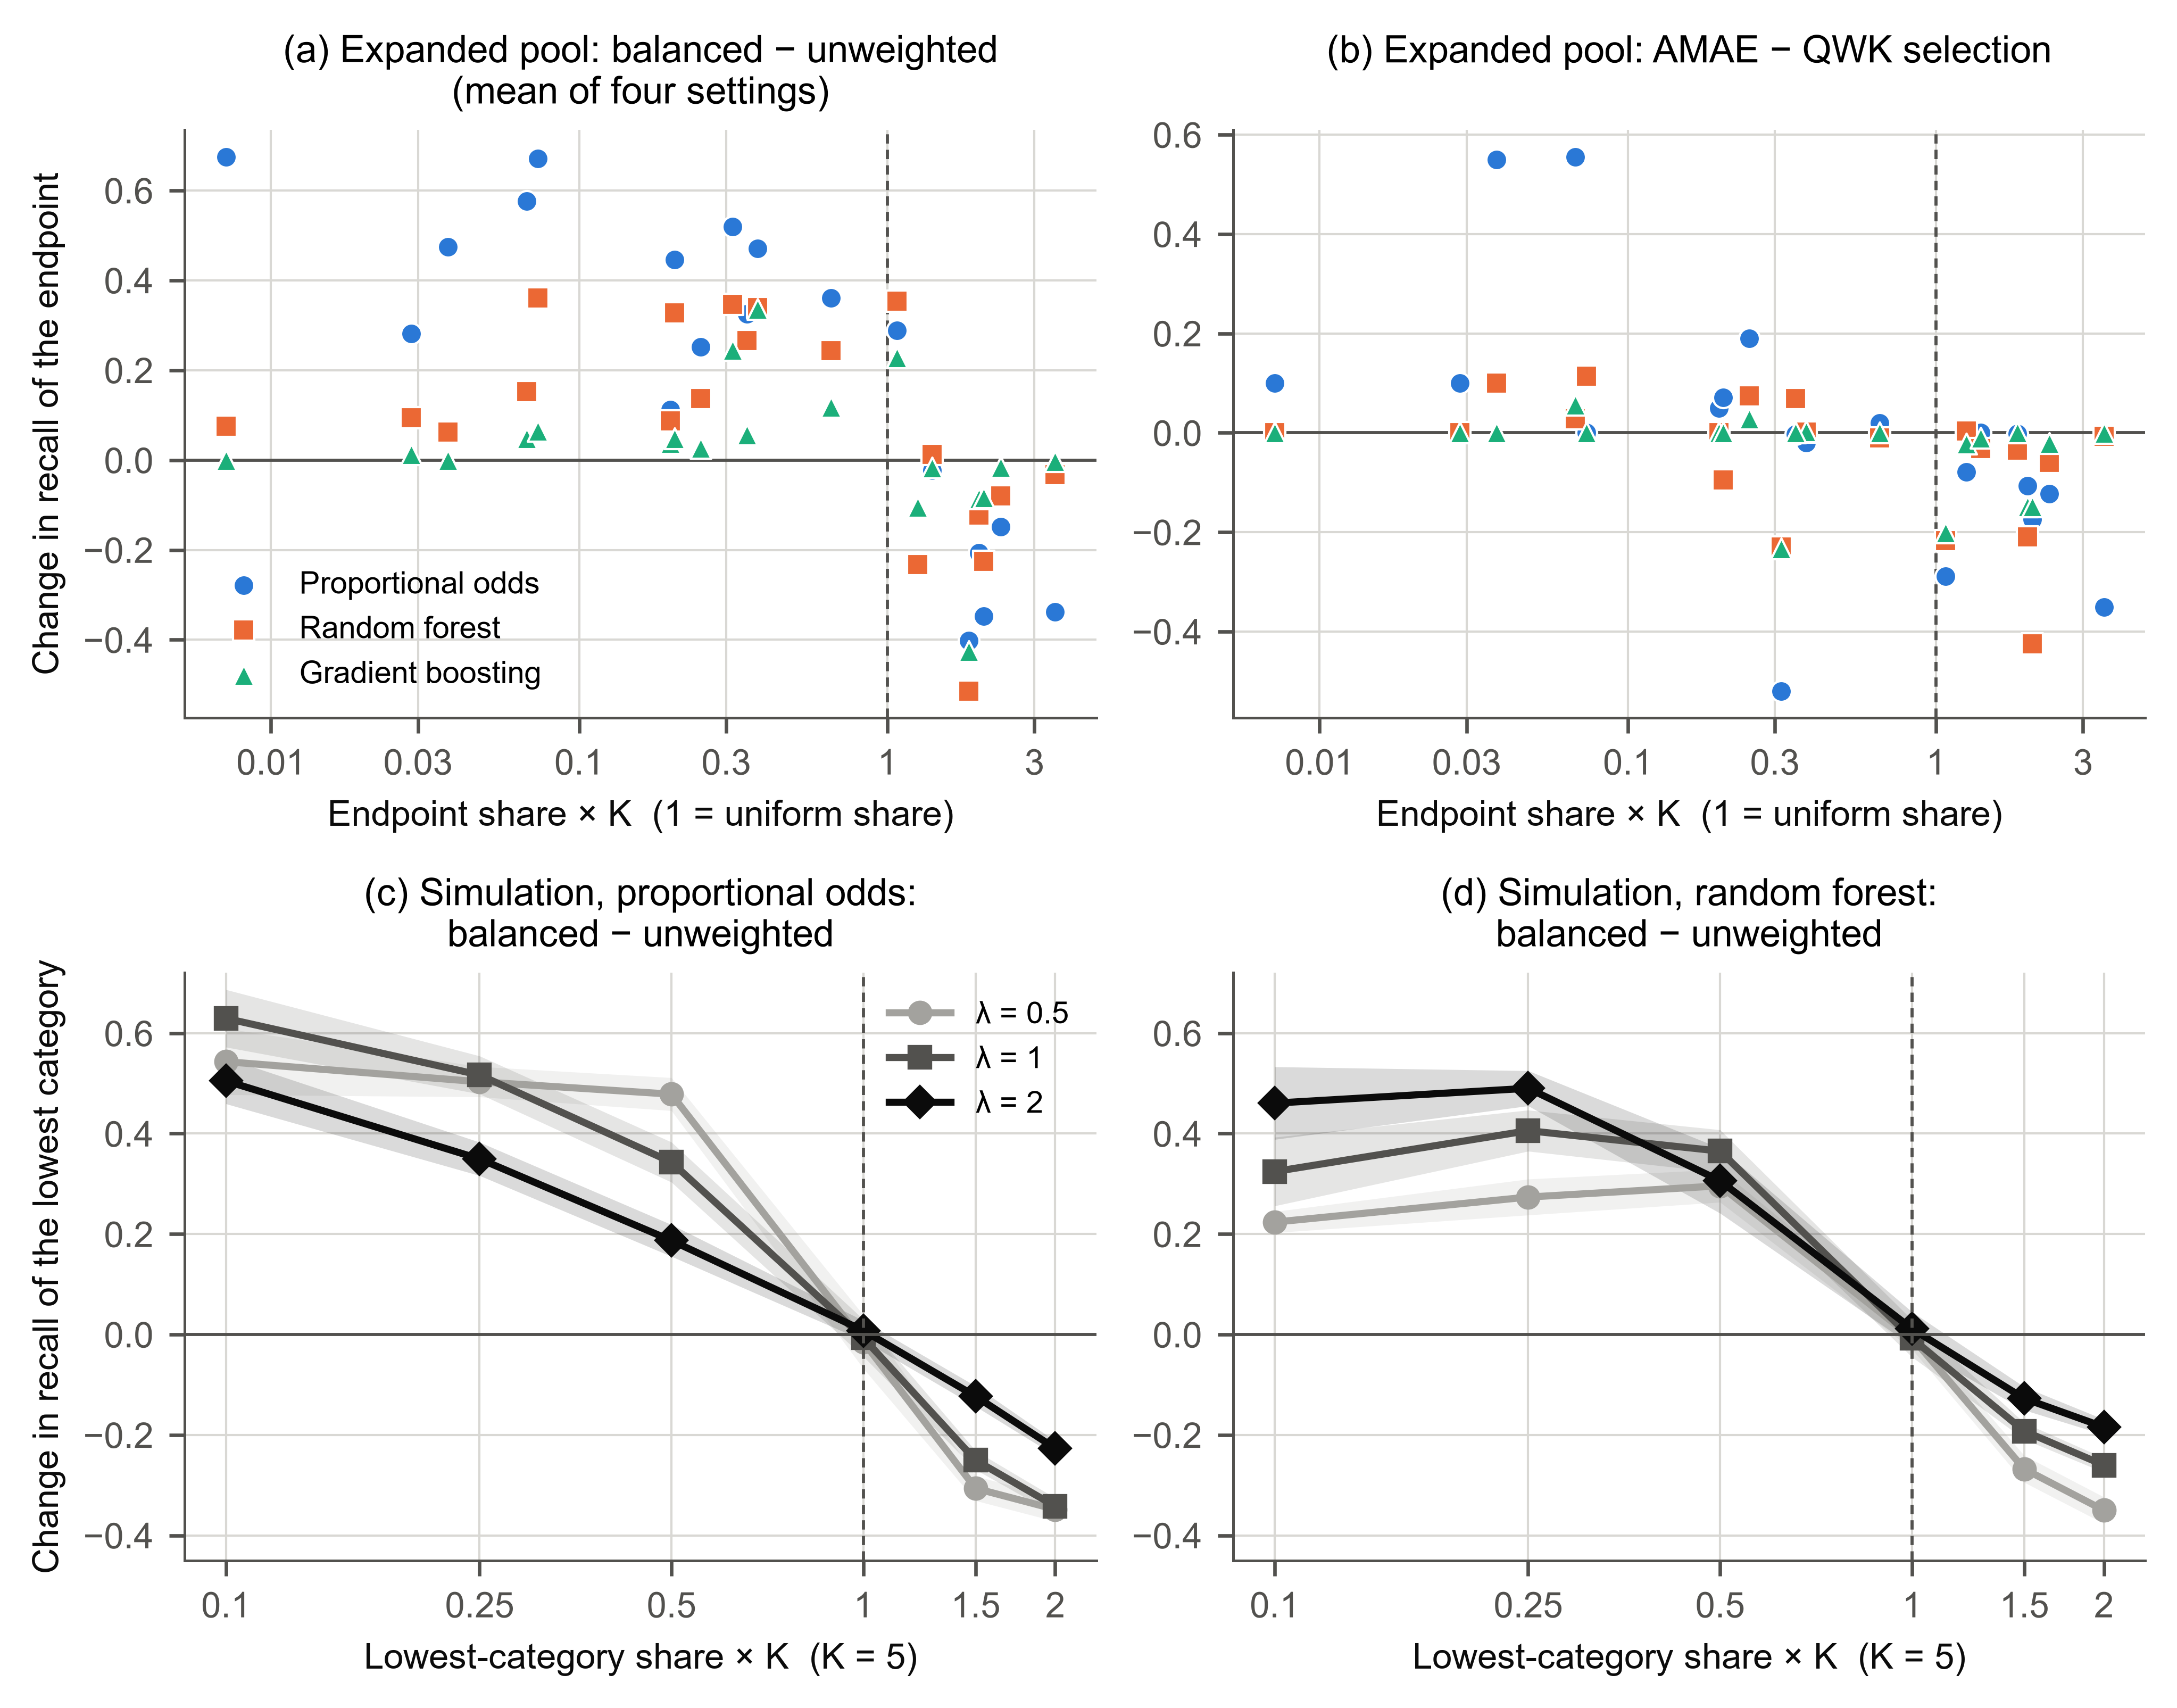 (a) Expanded pool: balanced − unweighted
(mean of four settings)
Change in recall of the endpoint
0.6
0.4
0.2
0.0
−0.2
−0.4
Proportional odds
Random forest
Gradient boosting
0.01
0.03
0.1
0.3
1
3
Endpoint share × K (1 = uniform share)
(b) Expanded pool: AMAE − QWK selection
0.6
0.4
0.2
0.0
−0.2
−0.4
0.01
0.03
0.1
0.3
1
3
Endpoint share × K (1 = uniform share)
(c) Simulation, proportional odds:
balanced − unweighted
Change in recall of the lowest category
0.6
0.4
0.2
0.0
−0.2
−0.4
λ = 0.5
λ = 1
λ = 2
0.1
0.25
0.5
1
1.5
2
Lowest-category share × K (K = 5)
(d) Simulation, random forest:
balanced − unweighted
0.6
0.4
0.2
0.0
−0.2
−0.4
0.1
0.25
0.5
1
1.5
2
Lowest-category share × K (K = 5)